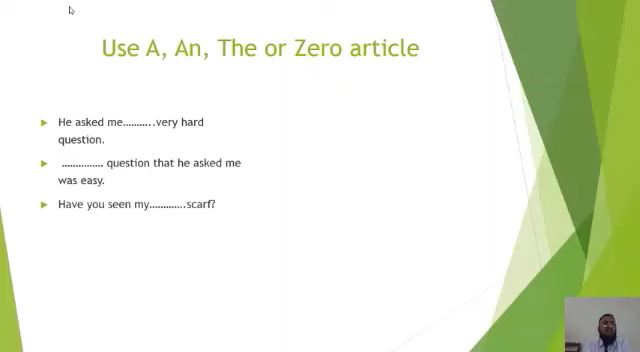 Use A, An, The or Zero article
He asked me………..very hard
question.
…………… question that he asked me
was easy.
Have you seen my………….scarf?